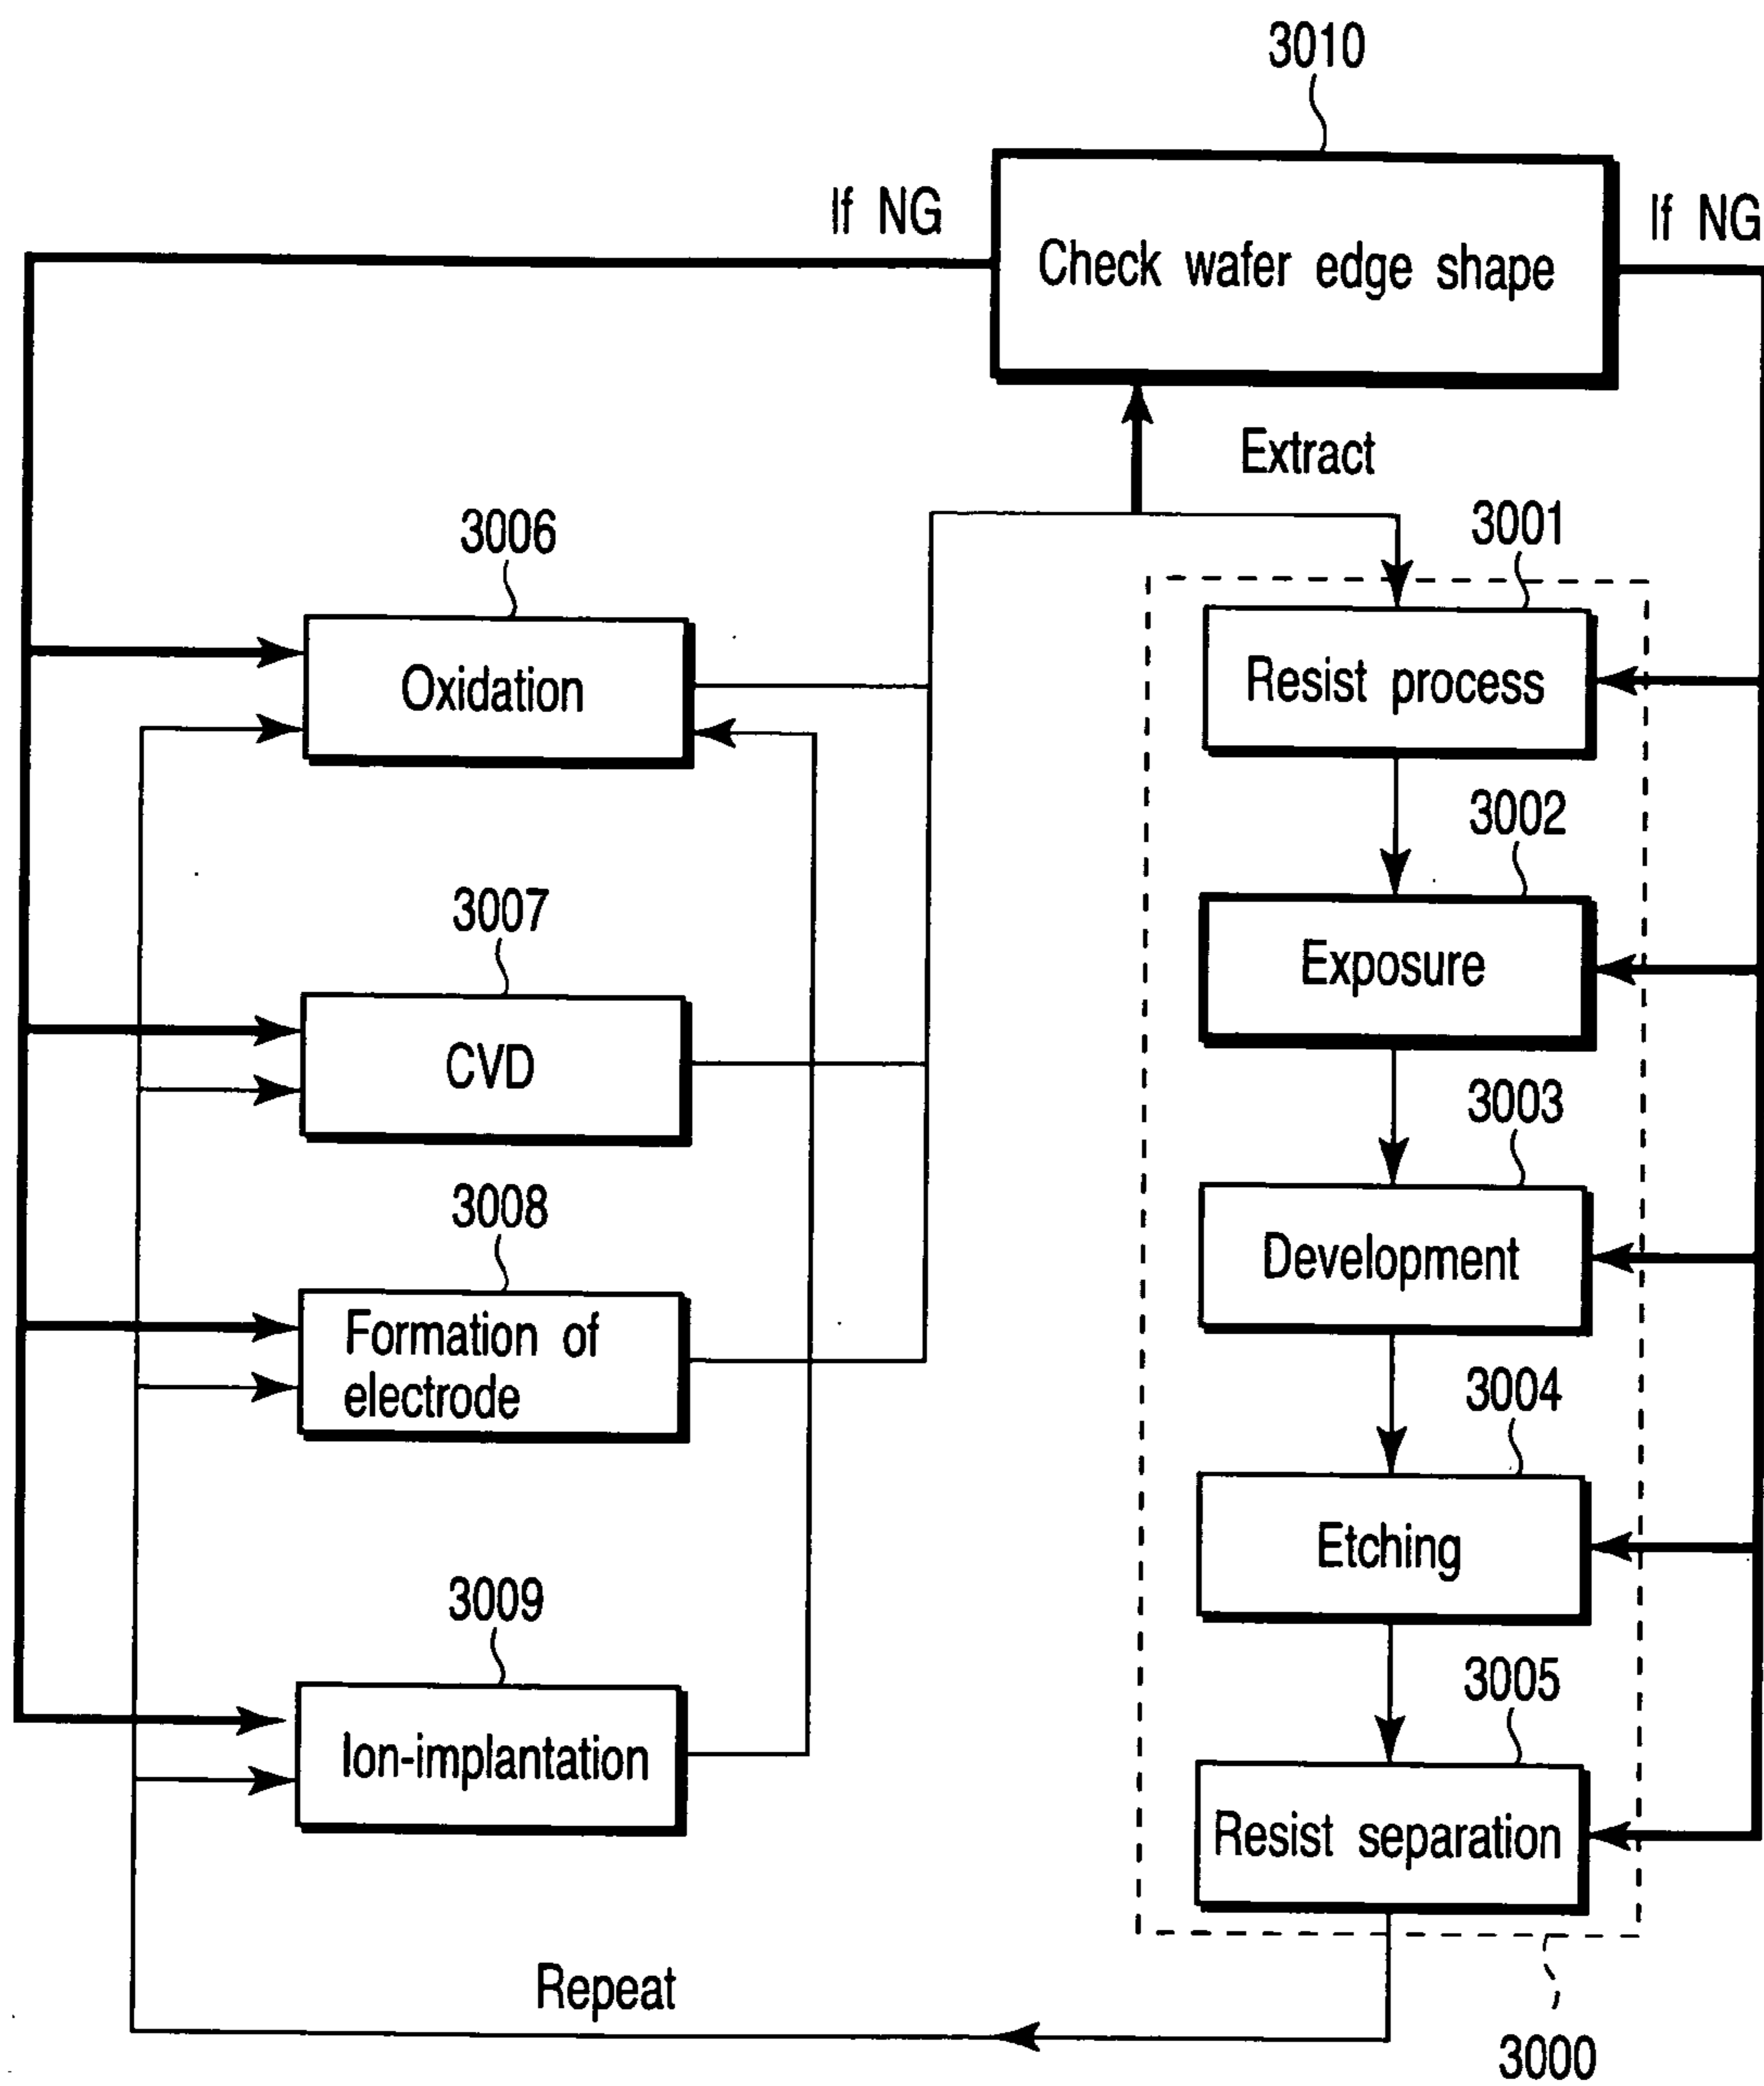 3010
If NG
Check wafer edge shape
If NG
Extract
3006
Oxidation
3007
CVD
3008
Formation of
electrode
3009
Ion-implantation
3001
Resist process
3002
Exposure
3003
Development
3004
Etching
3005
Resist separation
Repeat
3000